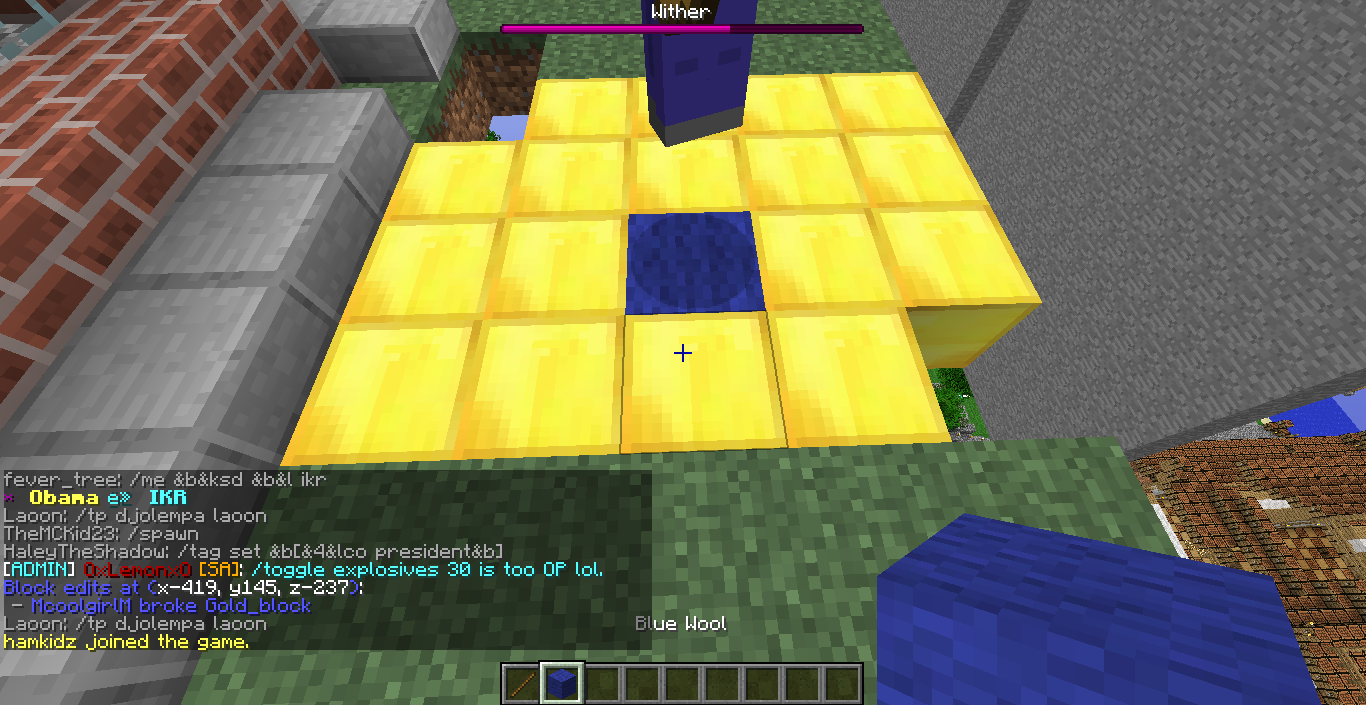 Wither
fever_tree: /me &b&ksd &b&l ikr
* Obama e» IKR
Laoon: /tp djolempa laoon
TheMCKid23: /spawn
HaleyTheShadow: /tag set &b[&4&lco president&b]
[ADMIN] 0xLemonx0 [SA]: /toggle explosives 30 is too OP lol.
Block edits at (x-419, y145, z-237):
- McoolgirlM broke Gold_block
Laoon: /tp djolempa laoon
Blue Wool
hamkidz joined the game.